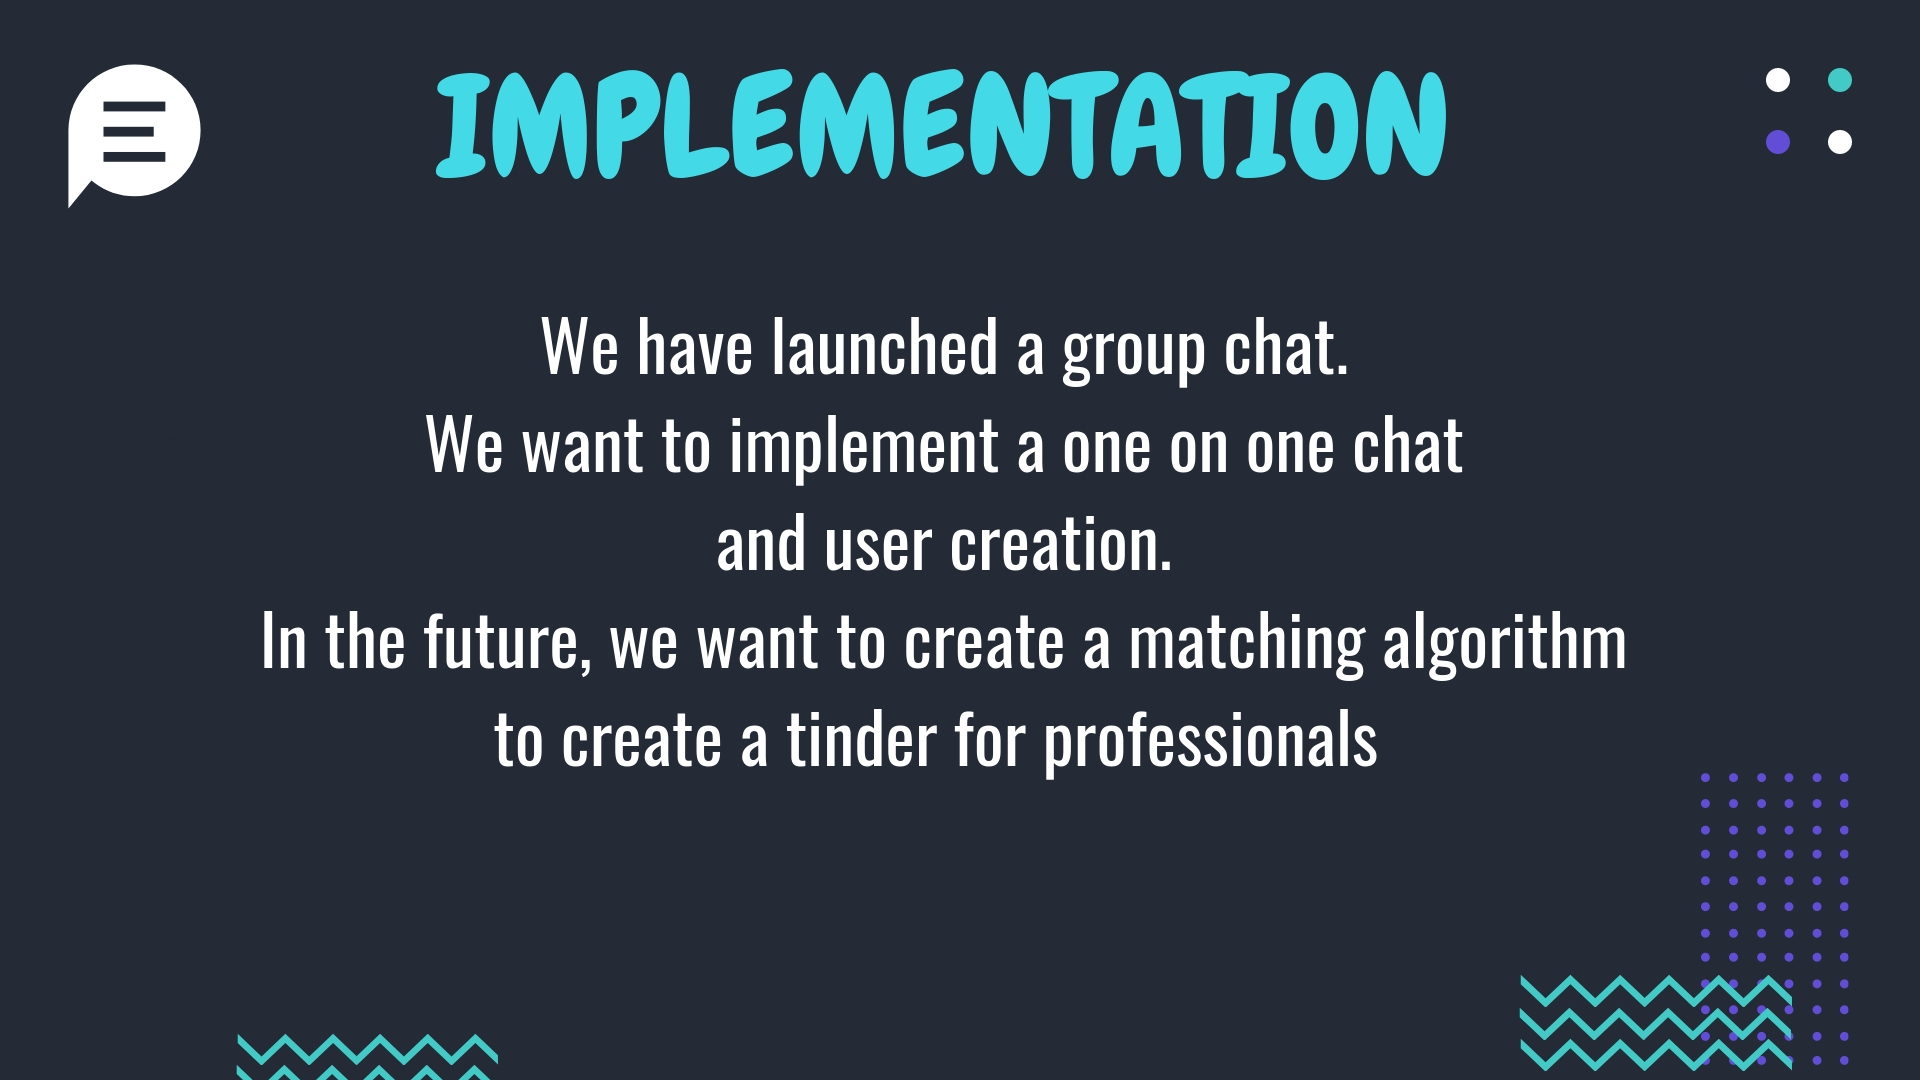 IMPLEMENTATION
We have launched a group chat.
We want to implement a one on one chat
and user creation.
In the future, we want to create a matching algorithm
to create a tinder for professionals